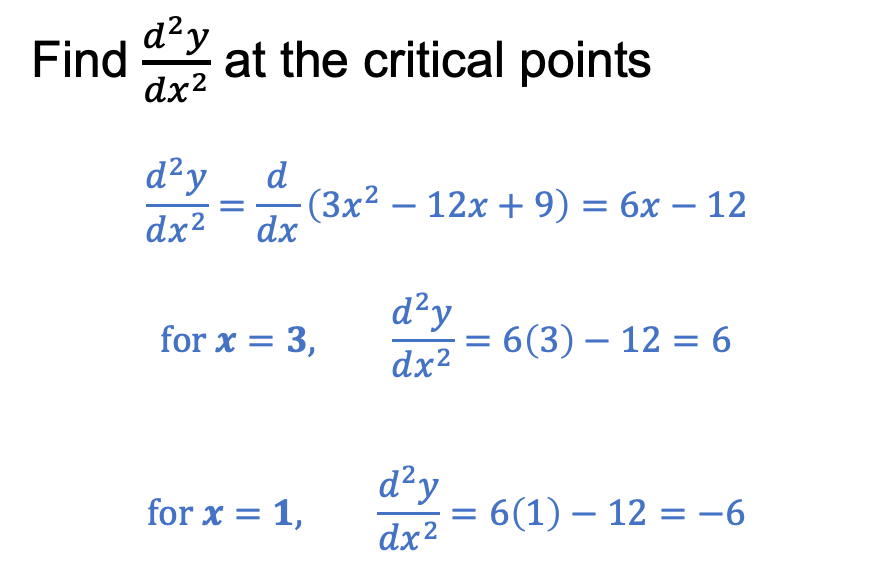 Find d²y/dx² at the critical points
d²y/dx² = d/dx (3x² − 12x + 9) = 6x − 12
for x = 3, d²y/dx² = 6(3) − 12 = 6
for x = 1, d²y/dx² = 6(1) − 12 = −6